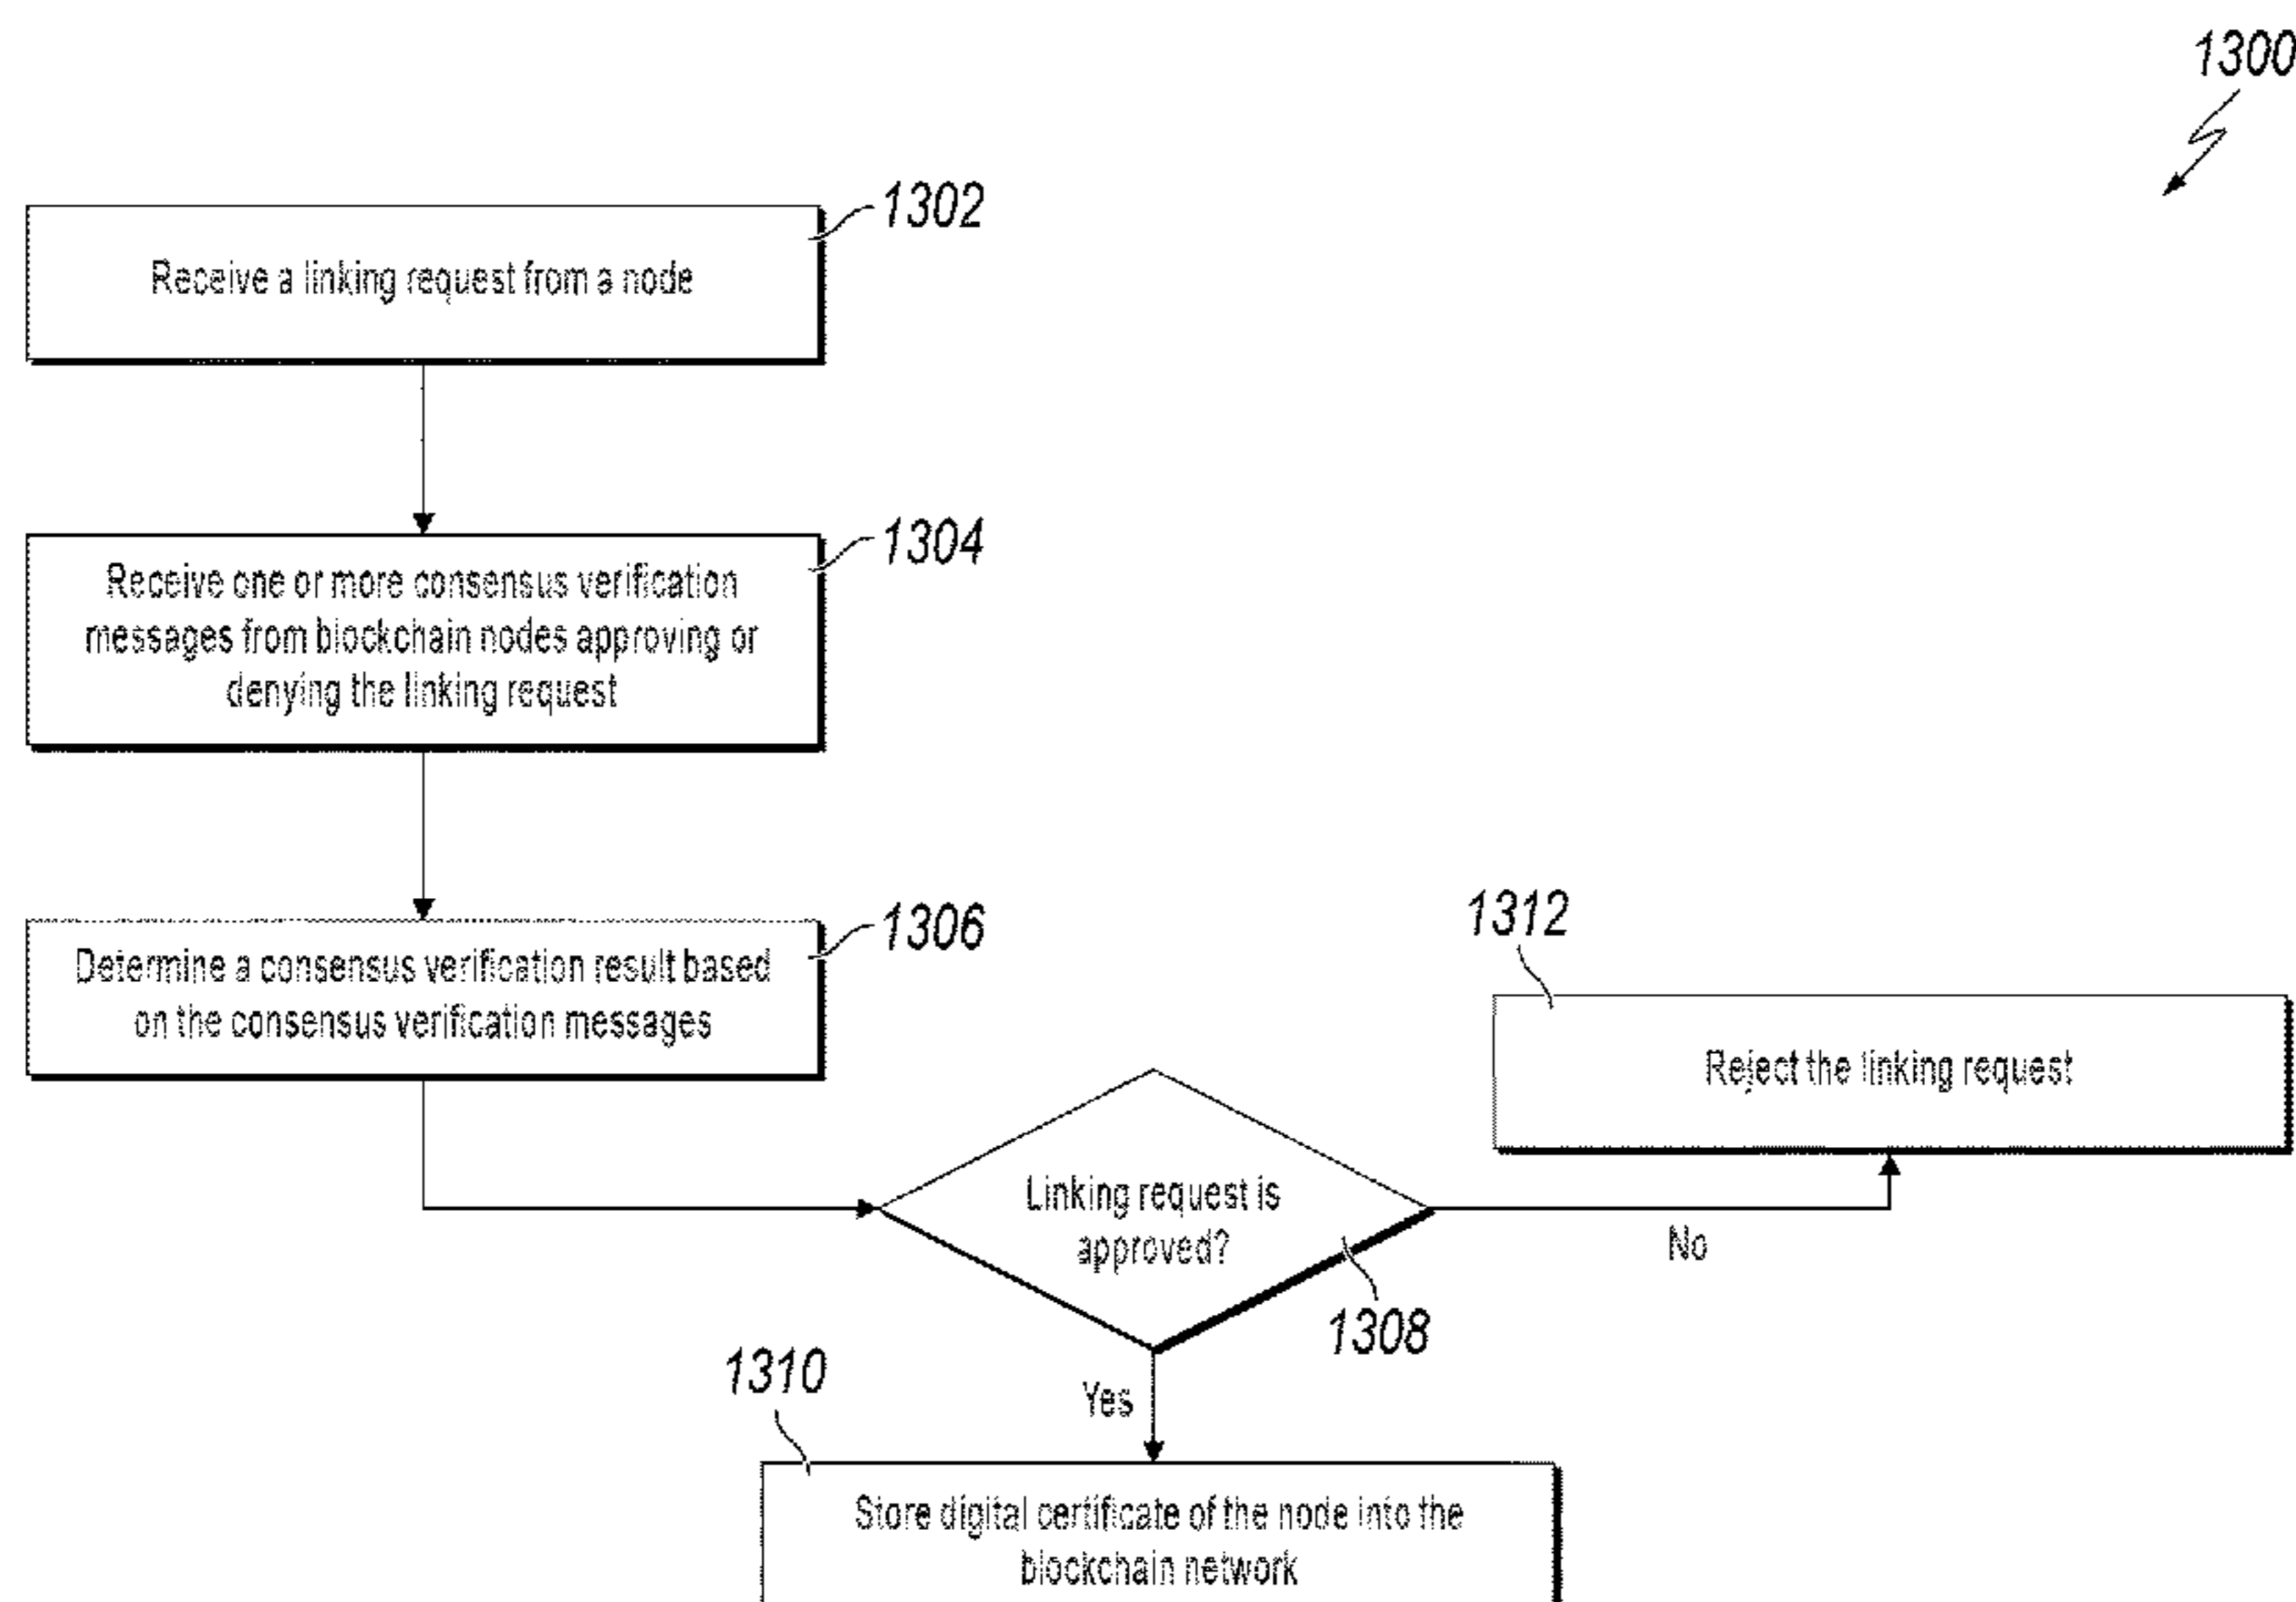 1300
1302
Receive a linking request from a node
1304
Receive one or more consensus verification
messages from blockchain nodes approving or
denying the linking request
1306
Determine a consensus verification result based
on the consensus verification messages
1312
Reject the linking request
Linking request is
approved?
No
1308
1310
Yes
Store digital certificate of the node into the
blockchain network